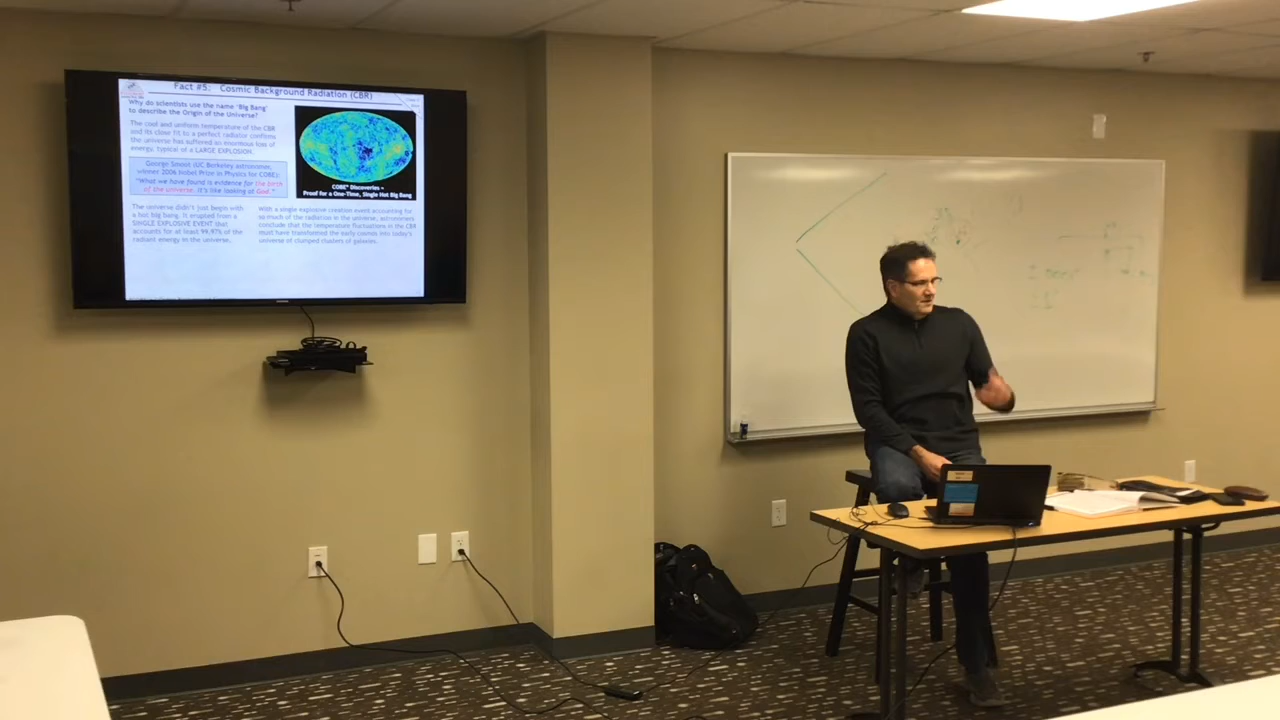 Fact #5: Cosmic Background Radiation (CBR)
Why do scientists use the name 'Big Bang'
to describe the Origin of the Universe?
The cool and uniform temperature of the CBR
and its close fit to a perfect radiator confirms
the universe has suffered an enormous loss of
energy, typical of a LARGE EXPLOSION.
George Smoot (UC Berkeley astronomer,
winner 2006 Nobel Prize in Physics for COBE):
"What we have found is evidence for the birth
of the universe. It's like looking at God."
COBE* Discoveries ~
Proof for a One-Time, Single Hot Big Bang
The universe didn't just begin with
a hot big bang. It erupted from a
SINGLE EXPLOSIVE EVENT that
accounts for at least 99.97% of the
radiant energy in the universe.
With a single explosive creation event accounting for
so much of the radiation in the universe, astronomers
conclude that the temperature fluctuations in the CBR
must have transformed the early cosmos into today's
universe of clumped clusters of galaxies.